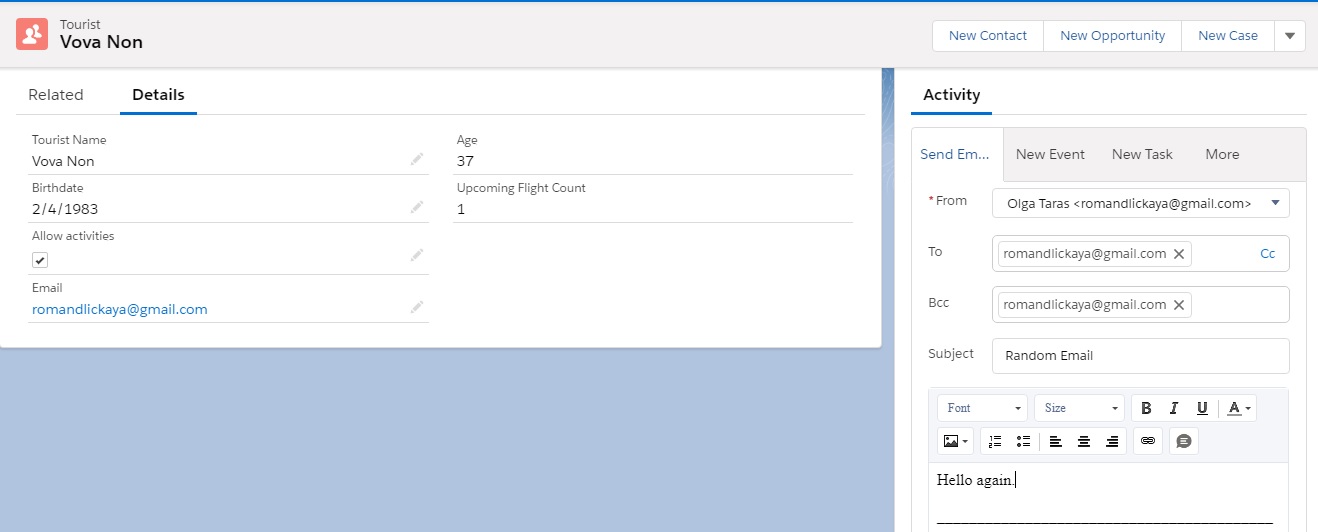 Tourist
Vova Non
New Contact New Opportunity New Case
Related Details
Tourist Name
Vova Non
Age
37
Birthdate
2/4/1983
Upcoming Flight Count
1
Allow activities
Email
romandlickaya@gmail.com
Activity
Send Em... New Event New Task More
*From Olga Taras <romandlickaya@gmail.com>
To romandlickaya@gmail.com Cc
Bcc romandlickaya@gmail.com
Subject Random Email
Font Size B I U A
Hello again.